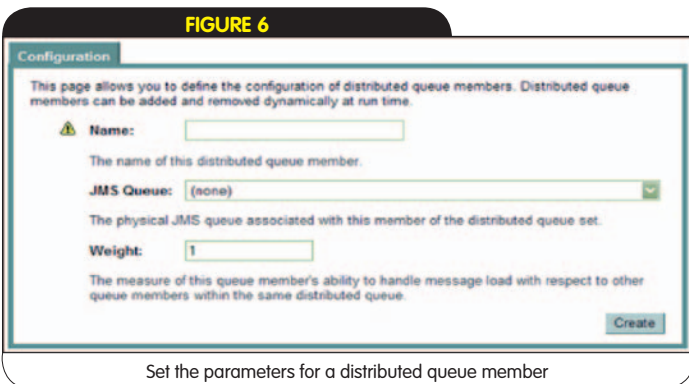 FIGURE 6
Configuration
This page allows you to define the configuration of distributed queue members. Distributed queue
members can be added and removed dynamically at run time.
Name:
The name of this distributed queue member.
JMS Queue: (none)
The physical JMS queue associated with this member of the distributed queue set.
Weight: 1
The measure of this queue member's ability to handle message load with respect to other
queue members within the same distributed queue.
Create
Set the parameters for a distributed queue member